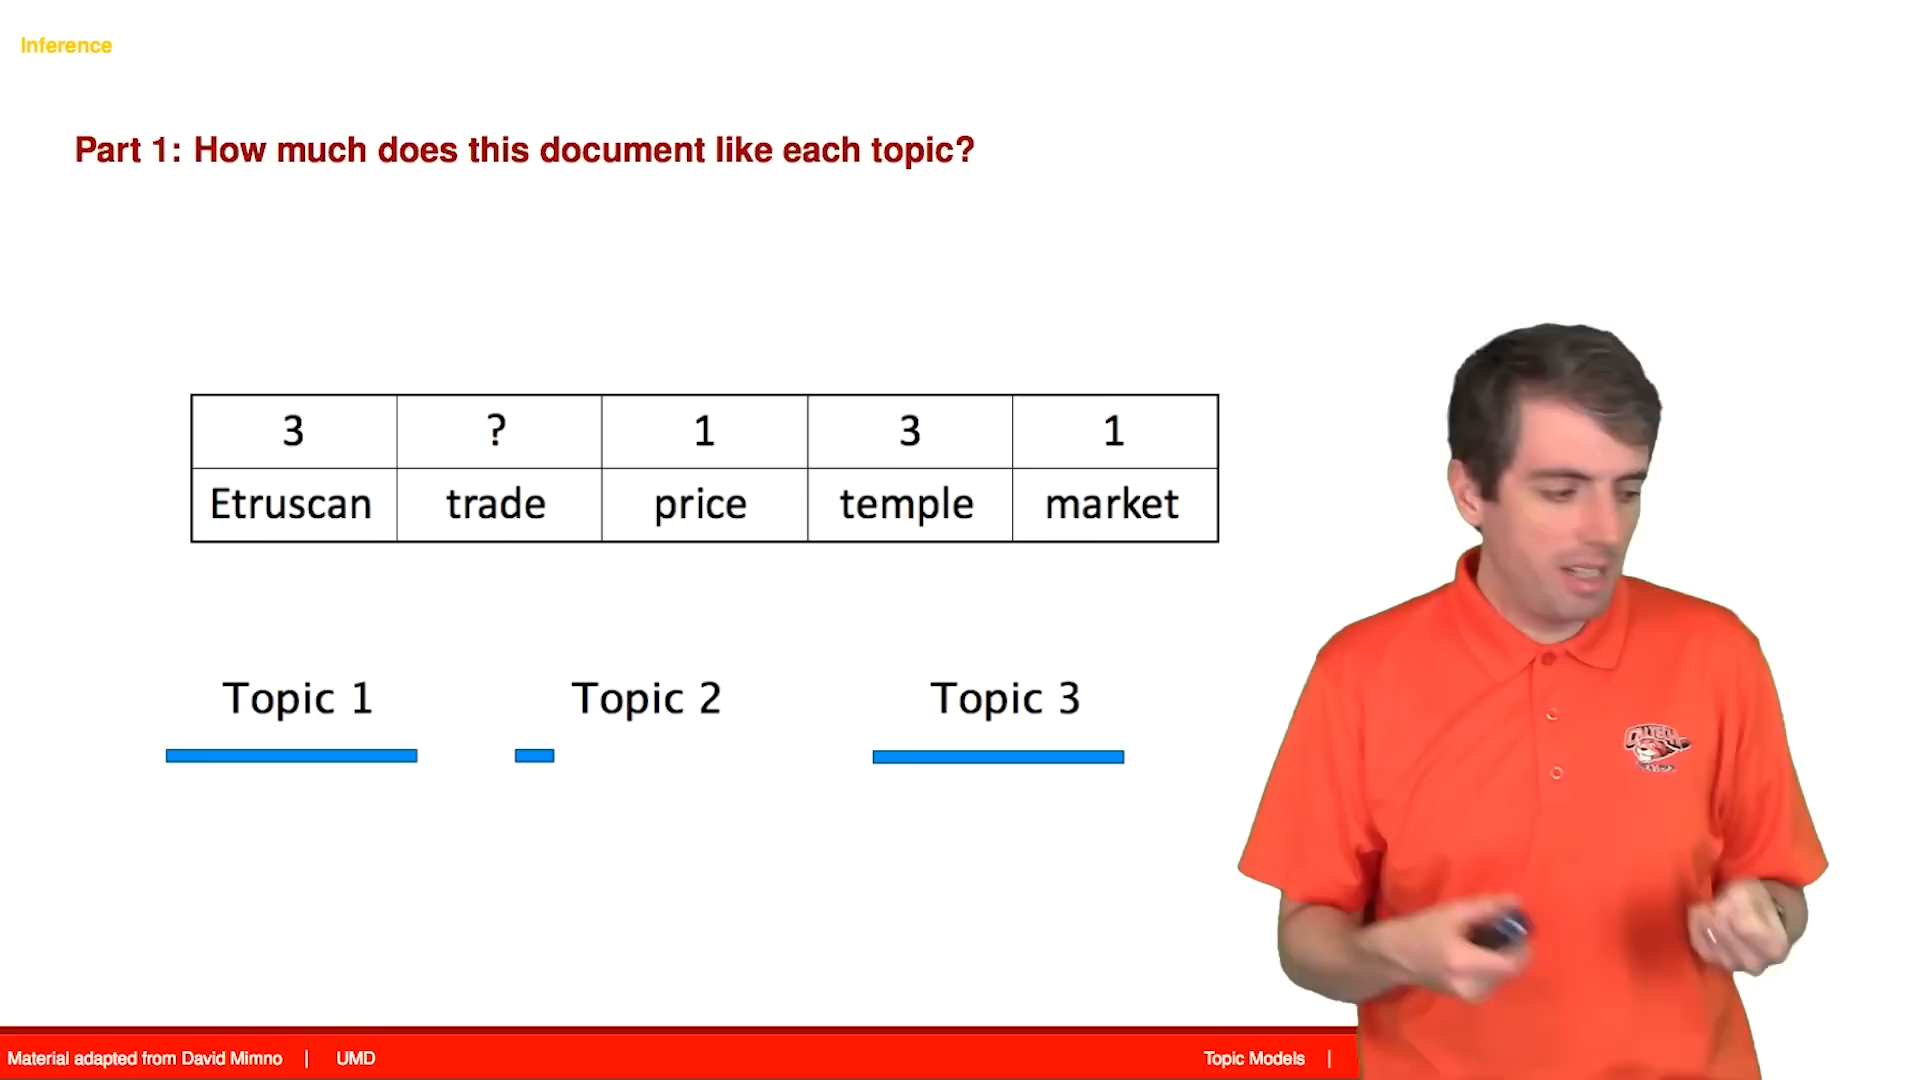 Inference
Part 1: How much does this document like each topic?
3 ? 1 3 1
Etruscan trade price temple market
Topic 1 Topic 2 Topic 3
Material adapted from David Mimno | UMD Topic Models |